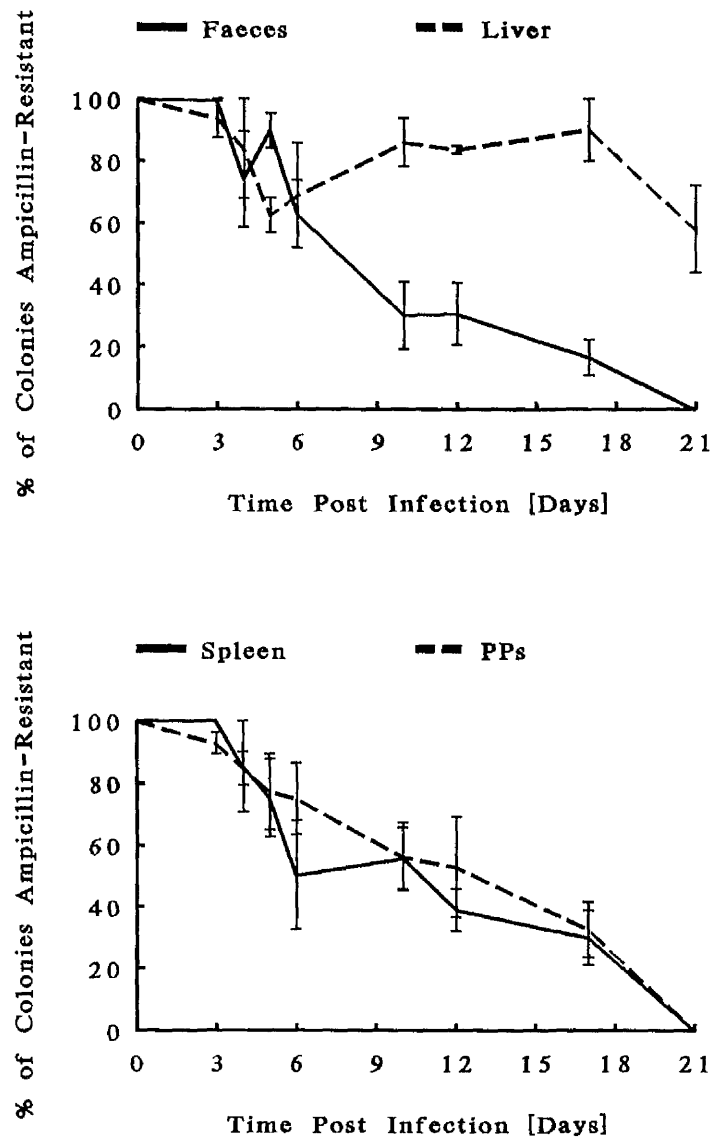 Faeces Liver
% of Colonies Ampicillin-Resistant
100
80
60
40
20
0
0 3 6 9 12 15 18 21
Time Post Infection [Days]
Spleen PPs
% of Colonies Ampicillin-Resistant
100
80
60
40
20
0
0 3 6 9 12 15 18 21
Time Post Infection [Days]